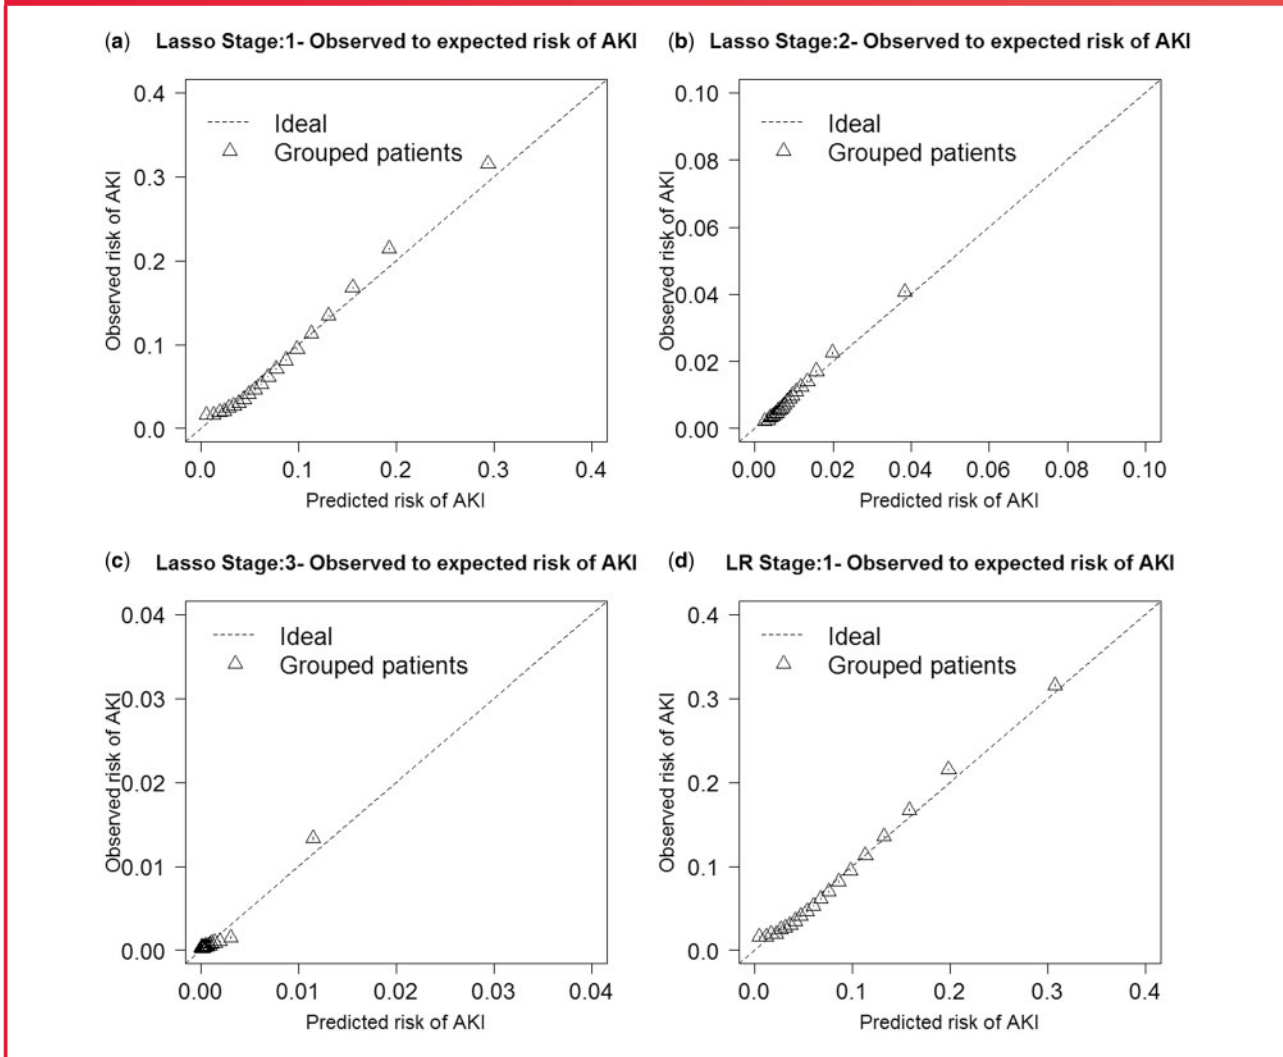 (a) Lasso Stage:1- Observed to expected risk of AKI
0.4
0.3
0.2
0.1
0.0
Observed risk of AKI
Ideal
Grouped patients
0.0 0.1 0.2 0.3 0.4
Predicted risk of AKI
(b) Lasso Stage:2- Observed to expected risk of AKI
0.10
0.08
0.06
0.04
0.02
0.00
Observed risk of AKI
Ideal
Grouped patients
0.00 0.02 0.04 0.06 0.08 0.10
Predicted risk of AKI
(c) Lasso Stage:3- Observed to expected risk of AKI
0.04
0.03
0.02
0.01
0.00
Observed risk of AKI
Ideal
Grouped patients
0.00 0.01 0.02 0.03 0.04
Predicted risk of AKI
(d) LR Stage:1- Observed to expected risk of AKI
0.4
0.3
0.2
0.1
0.0
Observed risk of AKI
Ideal
Grouped patients
0.0 0.1 0.2 0.3 0.4
Predicted risk of AKI